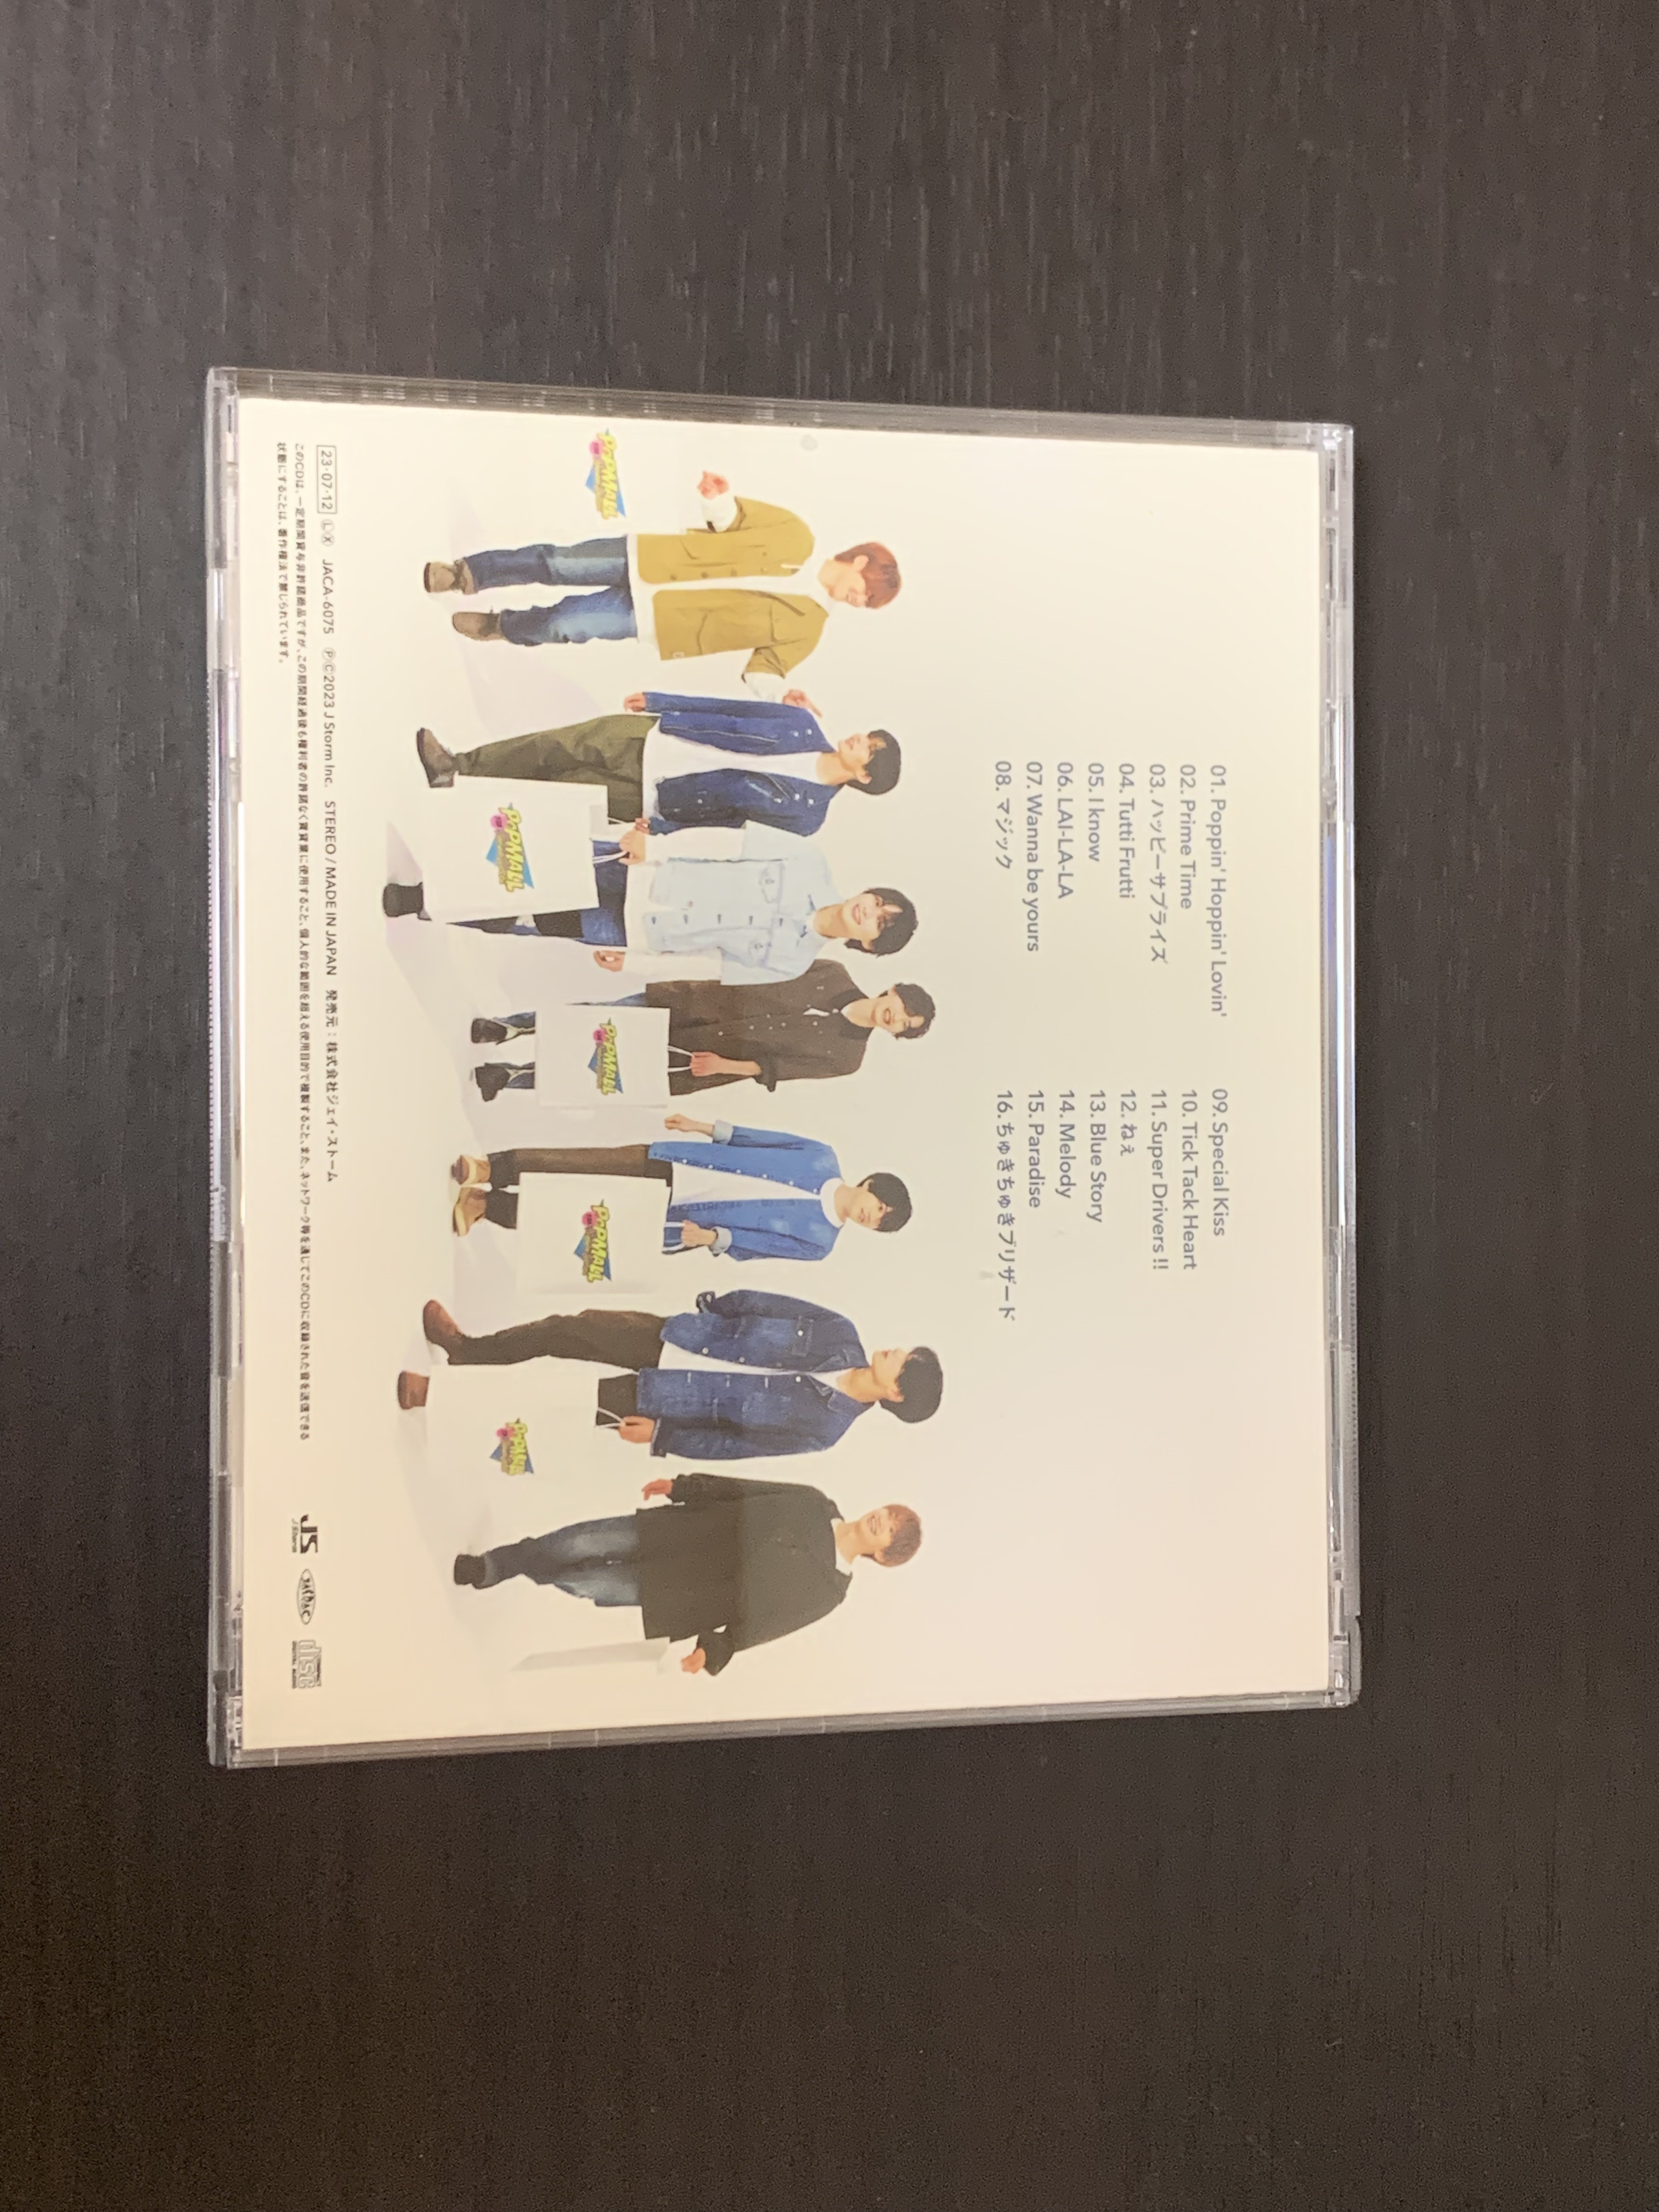 01. Poppin' Hoppin' Lovin'
02. Prime Time
03. ハッピーサプライズ
04. Tutti Frutti
05. I know
06. LAI-LA-LA
07. Wanna be yours
08. マジック
09. Special Kiss
10. Tick Tack Heart
11. Super Drivers !!
12. ねぇ
13. Blue Story
14. Melody
15. Paradise
16. ちゅきちゅきブリザード
POPMALL
POPMALL
POPMALL
POPMALL
POPMALL
23・07・12 Ⓛ Ⓧ JACA-6075 ⓅⒸ2023 J Storm Inc. STEREO / MADE IN JAPAN 発売元：株式会社ジェイ・ストーム
このCDは、一定期間貸与非許諾商品ですが、この期間経過後も権利者の許諾なく賃貸業に使用すること、個人的な範囲を超える使用目的で複製すること、また、ネットワーク等を通じてこのCDに収録された音を送信できる
状態にすることは、著作権法で禁じられています。
JS
J Storm
JASRAC
disc